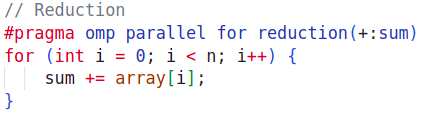 // Reduction
#pragma omp parallel for reduction(+:sum)
for (int i = 0; i < n; i++) {
    sum += array[i];
}